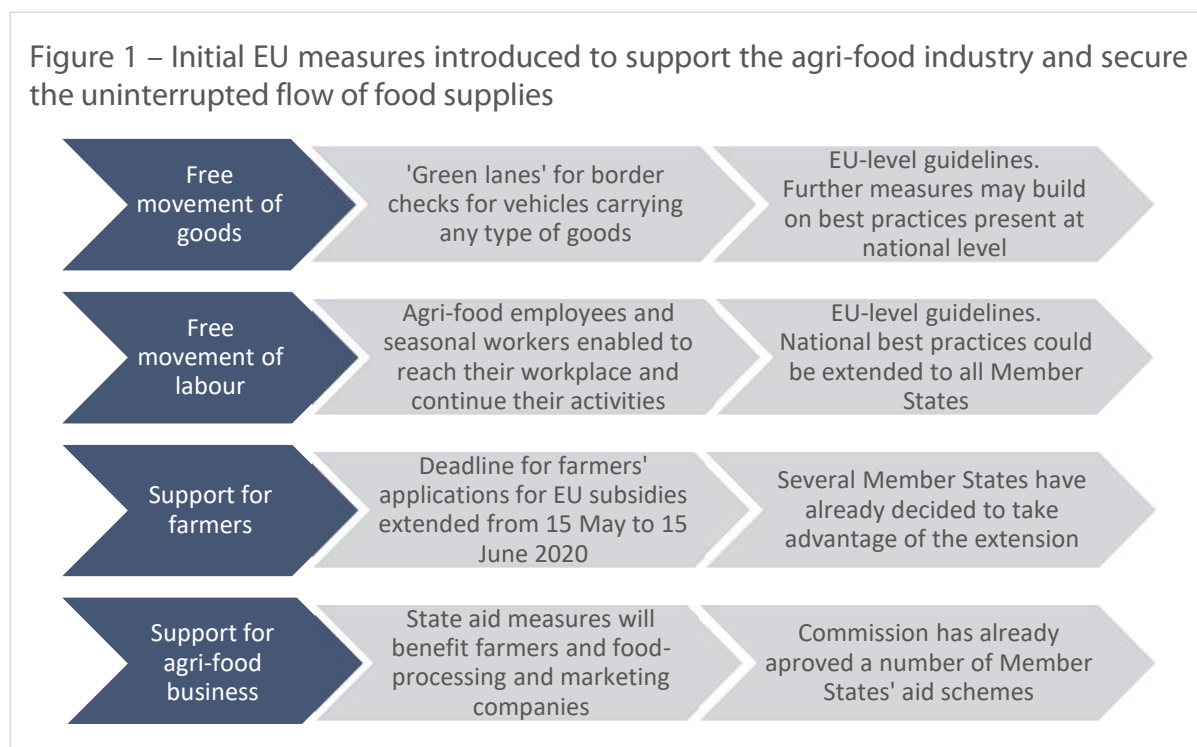 Figure 1 – Initial EU measures introduced to support the agri-food industry and secure
the uninterrupted flow of food supplies
Free
movement of
goods
'Green lanes' for border
checks for vehicles carrying
any type of goods
EU-level guidelines.
Further measures may build
on best practices present at
national level
Free
movement of
labour
Agri-food employees and
seasonal workers enabled to
reach their workplace and
continue their activities
EU-level guidelines.
National best practices could
be extended to all Member
States
Support for
farmers
Deadline for farmers'
applications for EU subsidies
extended from 15 May to 15
June 2020
Several Member States have
already decided to take
advantage of the extension
Support for
agri-food
business
State aid measures will
benefit farmers and food-
processing and marketing
companies
Commission has already
aproved a number of Member
States' aid schemes